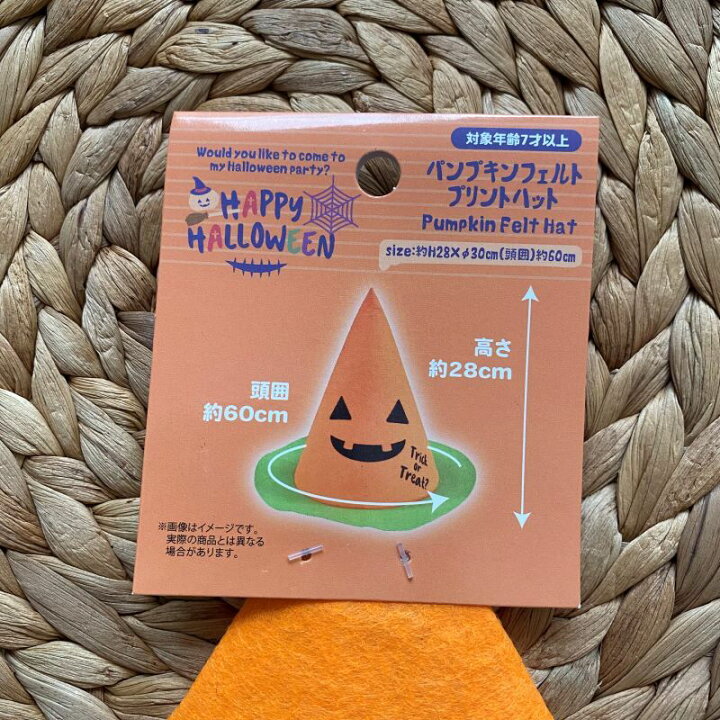 対象年齢7才以上
Would you like to come to
my Halloween party?
HAPPY
HALLOWEEN
パンプキンフェルト
プリントハット
Pumpkin Felt Hat
size:約H28×φ30cm(頭囲)約60cm
高さ
約28cm
頭囲
約60cm
Trick
or
Treat?
※画像はイメージです。
実際の商品とは異なる
場合があります。